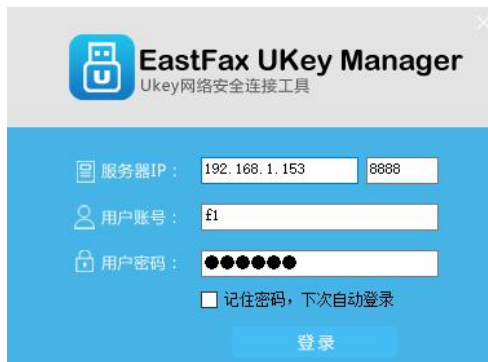 EastFax UKey Manager
Ukey网络安全连接工具
服务器IP： 192.168.1.153 8888
用户账号： f1
用户密码： ●●●●●●
记住密码，下次自动登录
登录